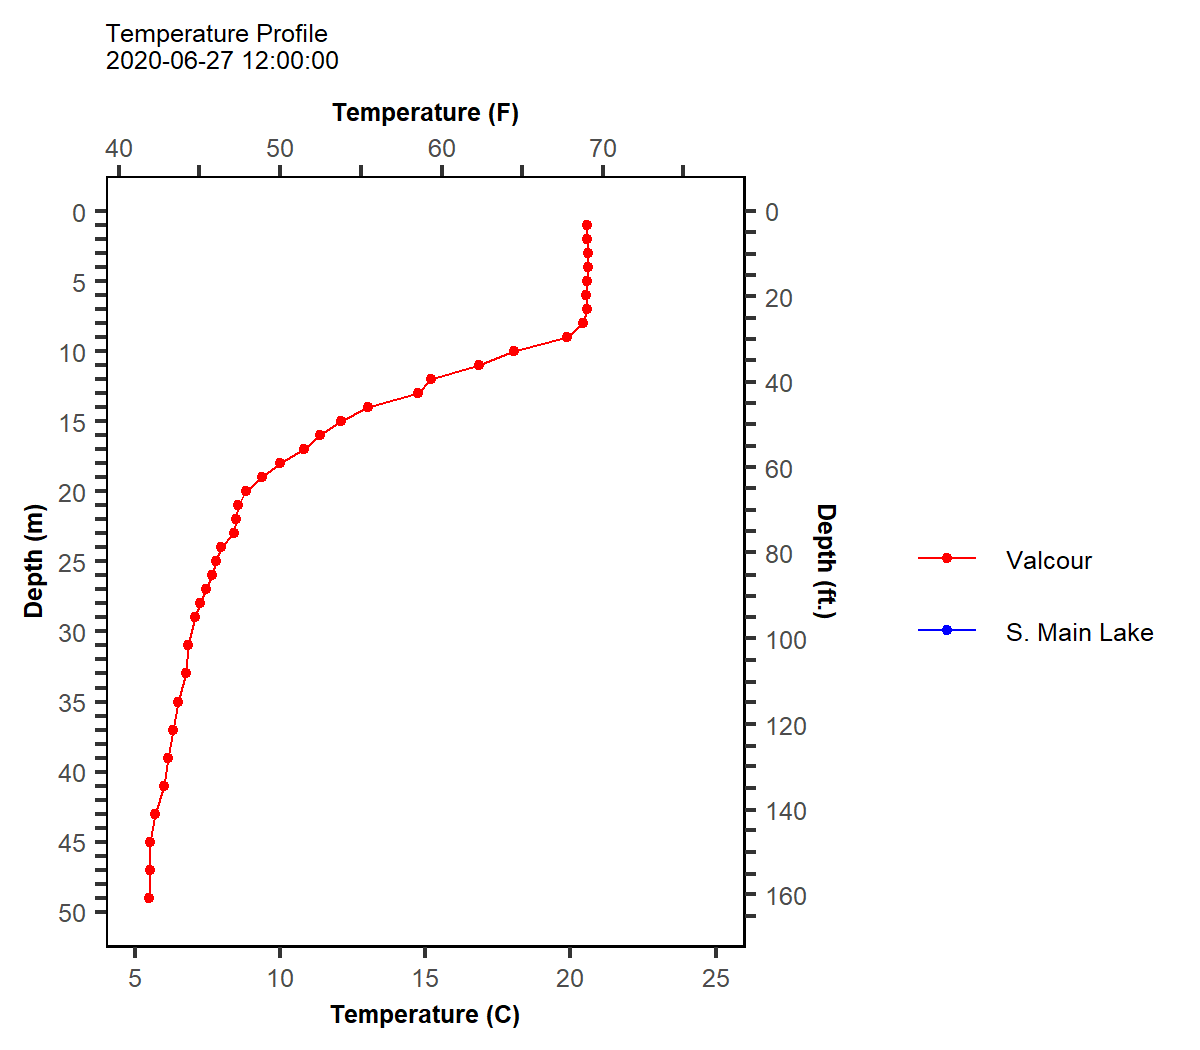 Temperature Profile
2020-06-27 12:00:00
Temperature (F)
40 50 60 70
0 0
5
20
10
40
15
60
20
80
25
30
100
35
120
40
140
45
160
50
Depth (m)
Depth (ft.)
Valcour
S. Main Lake
5 10 15 20 25
Temperature (C)